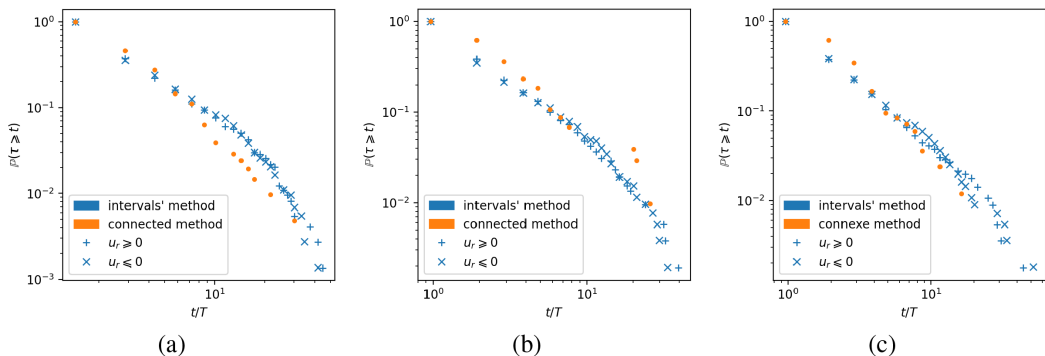 10⁰
10⁻¹
10⁻²
10⁻³
ℙ(τ ⩾ t)
intervals' method
connected method
u_r ⩾ 0
u_r ⩽ 0
10¹
t/T
(a)
10⁰
10⁻¹
10⁻²
ℙ(τ ⩾ t)
intervals' method
connected method
u_r ⩾ 0
u_r ⩽ 0
10⁰
10¹
t/T
(b)
10⁰
10⁻¹
10⁻²
ℙ(τ ⩾ t)
intervals' method
connexe method
u_r ⩾ 0
u_r ⩽ 0
10⁰
10¹
t/T
(c)